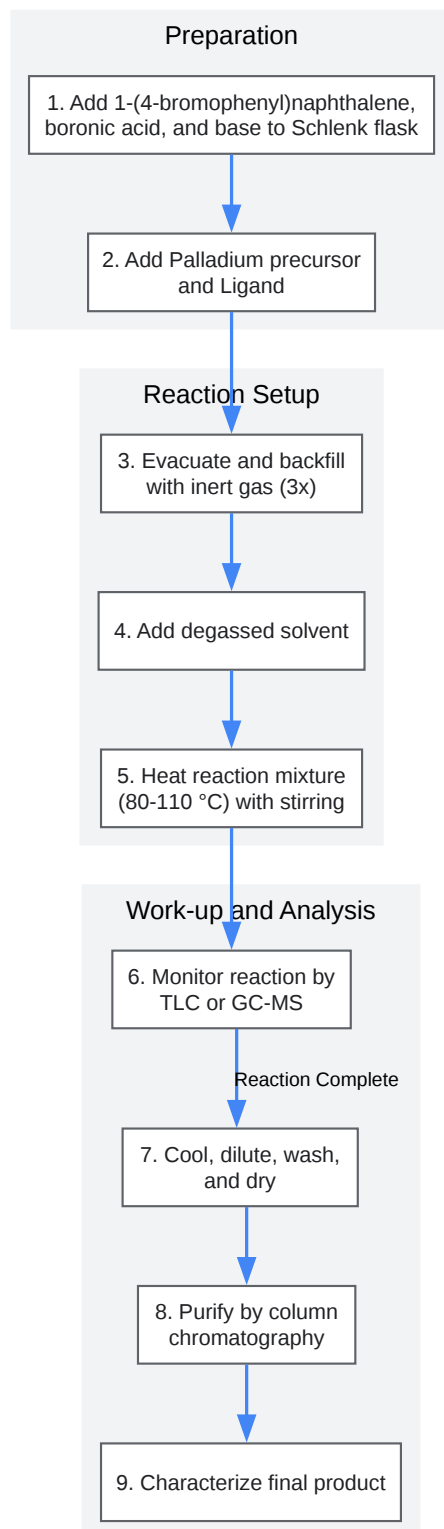 Preparation
1. Add 1-(4-bromophenyl)naphthalene,
boronic acid, and base to Schlenk flask
2. Add Palladium precursor
and Ligand
Reaction Setup
3. Evacuate and backfill
with inert gas (3x)
4. Add degassed solvent
5. Heat reaction mixture
(80-110 °C) with stirring
Work-up and Analysis
6. Monitor reaction by
TLC or GC-MS
Reaction Complete
7. Cool, dilute, wash,
and dry
8. Purify by column
chromatography
9. Characterize final product